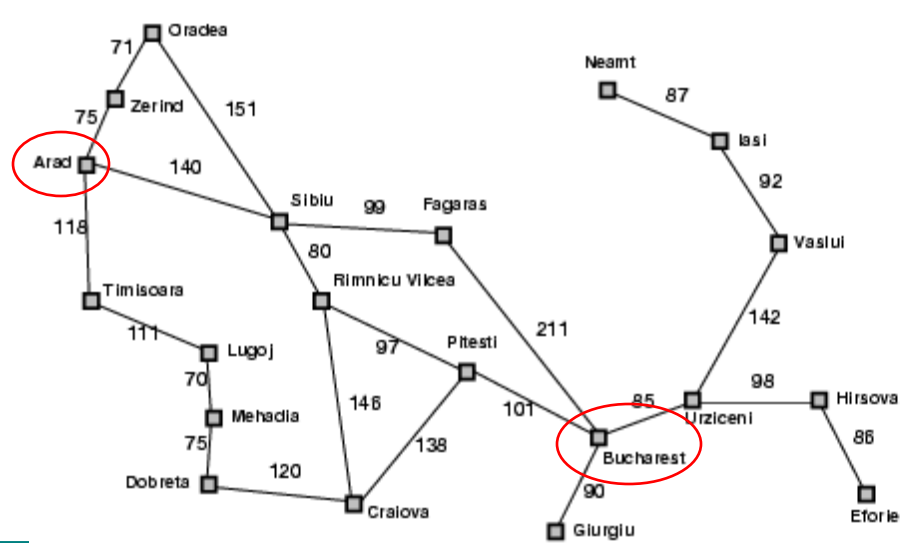 Oradea
71
Neamt
87
Zerind
75
151
Iasi
Arad
140
92
Sibiu
99
Fagaras
118
Vaslui
80
Timisoara
Rimnicu Vilcea
142
111
211
Lugoj
97
Pitesti
70
98
Hirsova
146
101
85
Urziceni
Mehadia
75
138
86
Bucharest
Dobreta
120
90
Craiova
Eforie
Giurgiu